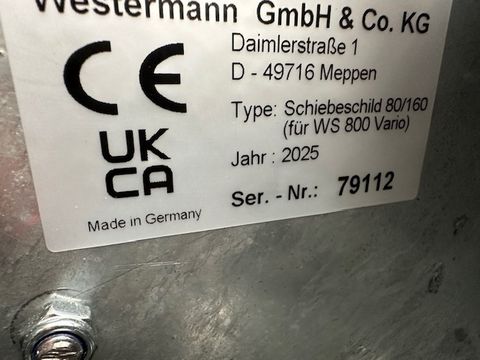 Westermann GmbH & Co. KG
Daimlerstraße 1
D - 49716 Meppen
CE
Type: Schiebeschild 80/160
(für WS 800 Vario)
UK
CA
Jahr : 2025
Ser. - Nr.: 79112
Made in Germany